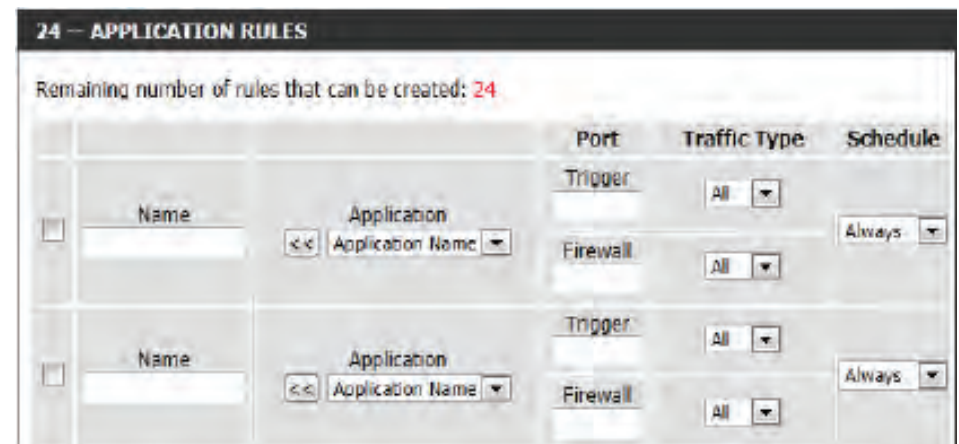 24 — APPLICATION RULES
Remaining number of rules that can be created: 24
Port Traffic Type Schedule
Name
Application
<< Application Name
Trigger
All
Firewall
All
Always
Name
Application
<< Application Name
Trigger
All
Firewall
All
Always